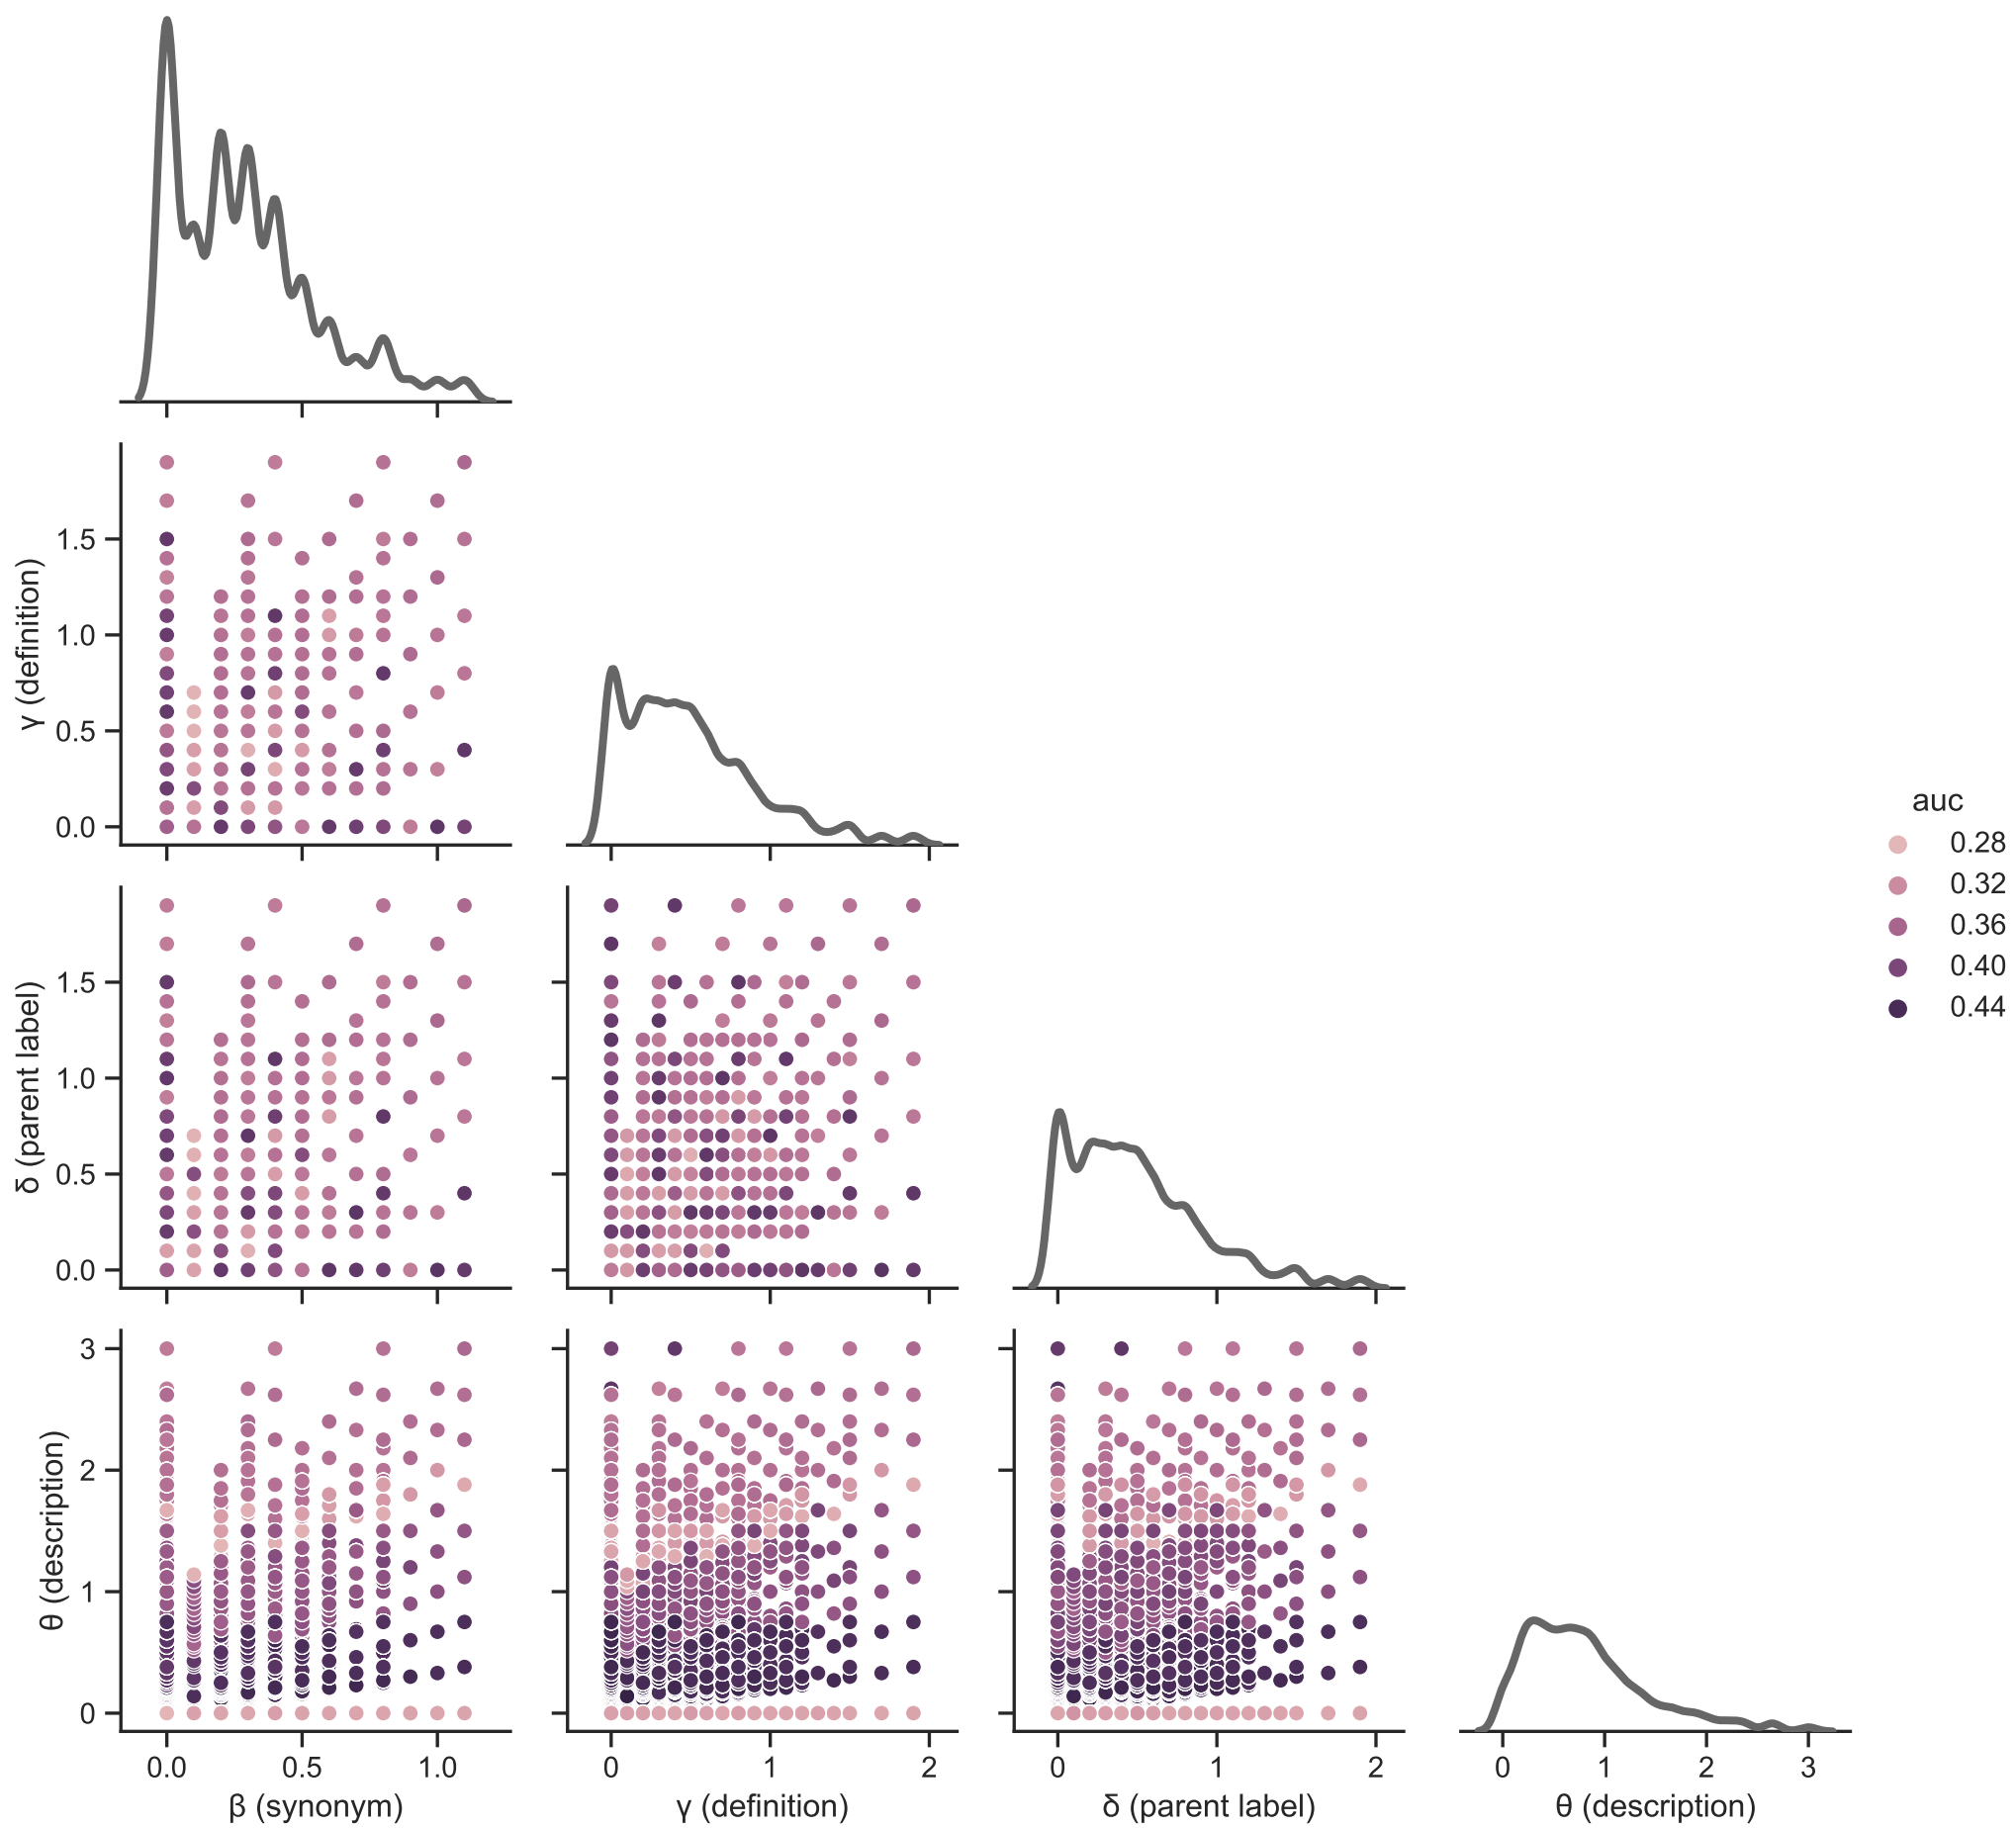 1.5
1.0
0.5
0.0
γ (definition)
auc
0.28
0.32
0.36
0.40
0.44
1.5
1.0
0.5
0.0
δ (parent label)
3
2
1
0
θ (description)
0.0 0.5 1.0
0 1 2
0 1 2
0 1 2 3
β (synonym)
γ (definition)
δ (parent label)
θ (description)